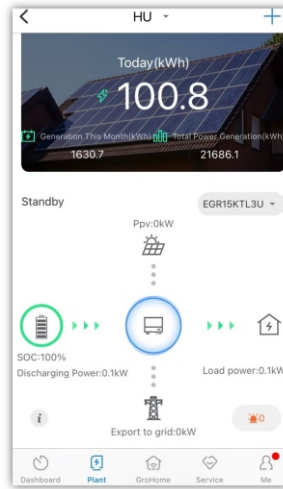 HU
Today(kWh)
100.8
Generation This Month(kWh)
1630.7
Total Power Generation(kWh)
21686.1
Standby
EGR15KTL3U
Ppv:0kW
SOC:100%
Discharging Power:0.1kW
Load power:0.1kW
Export to grid:0kW
i
0
Dashboard
Plant
GroHome
Service
Me